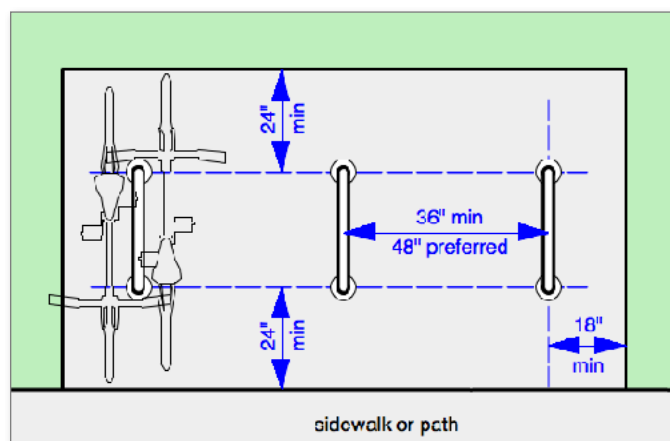 24" min
36" min
48" preferred
24" min
18"
min
sidewalk or path